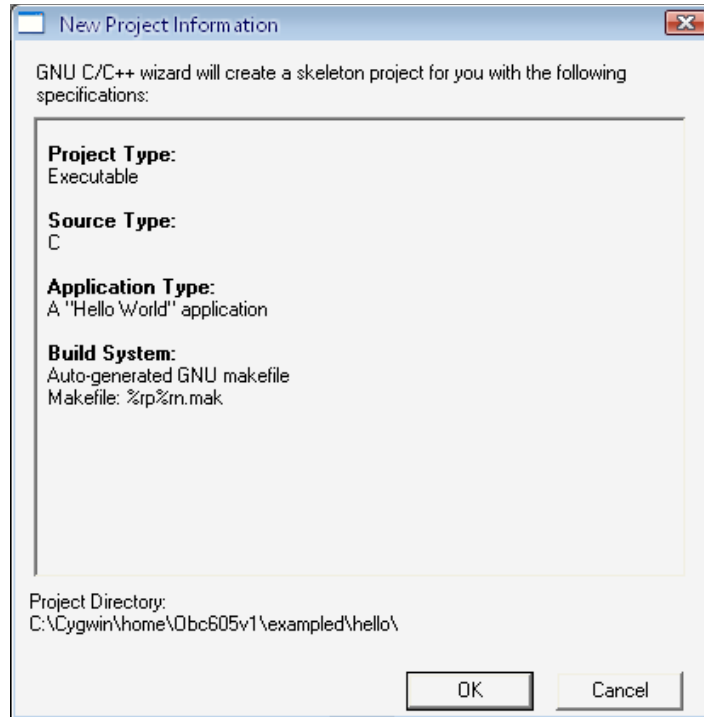 New Project Information
GNU C/C++ wizard will create a skeleton project for you with the following
specifications:
Project Type:
Executable
Source Type:
C
Application Type:
A "Hello World" application
Build System:
Auto-generated GNU makefile
Makefile: %rp%rn.mak
Project Directory:
C:\Cygwin\home\Obc605v1\exampled\hello\
OK
Cancel